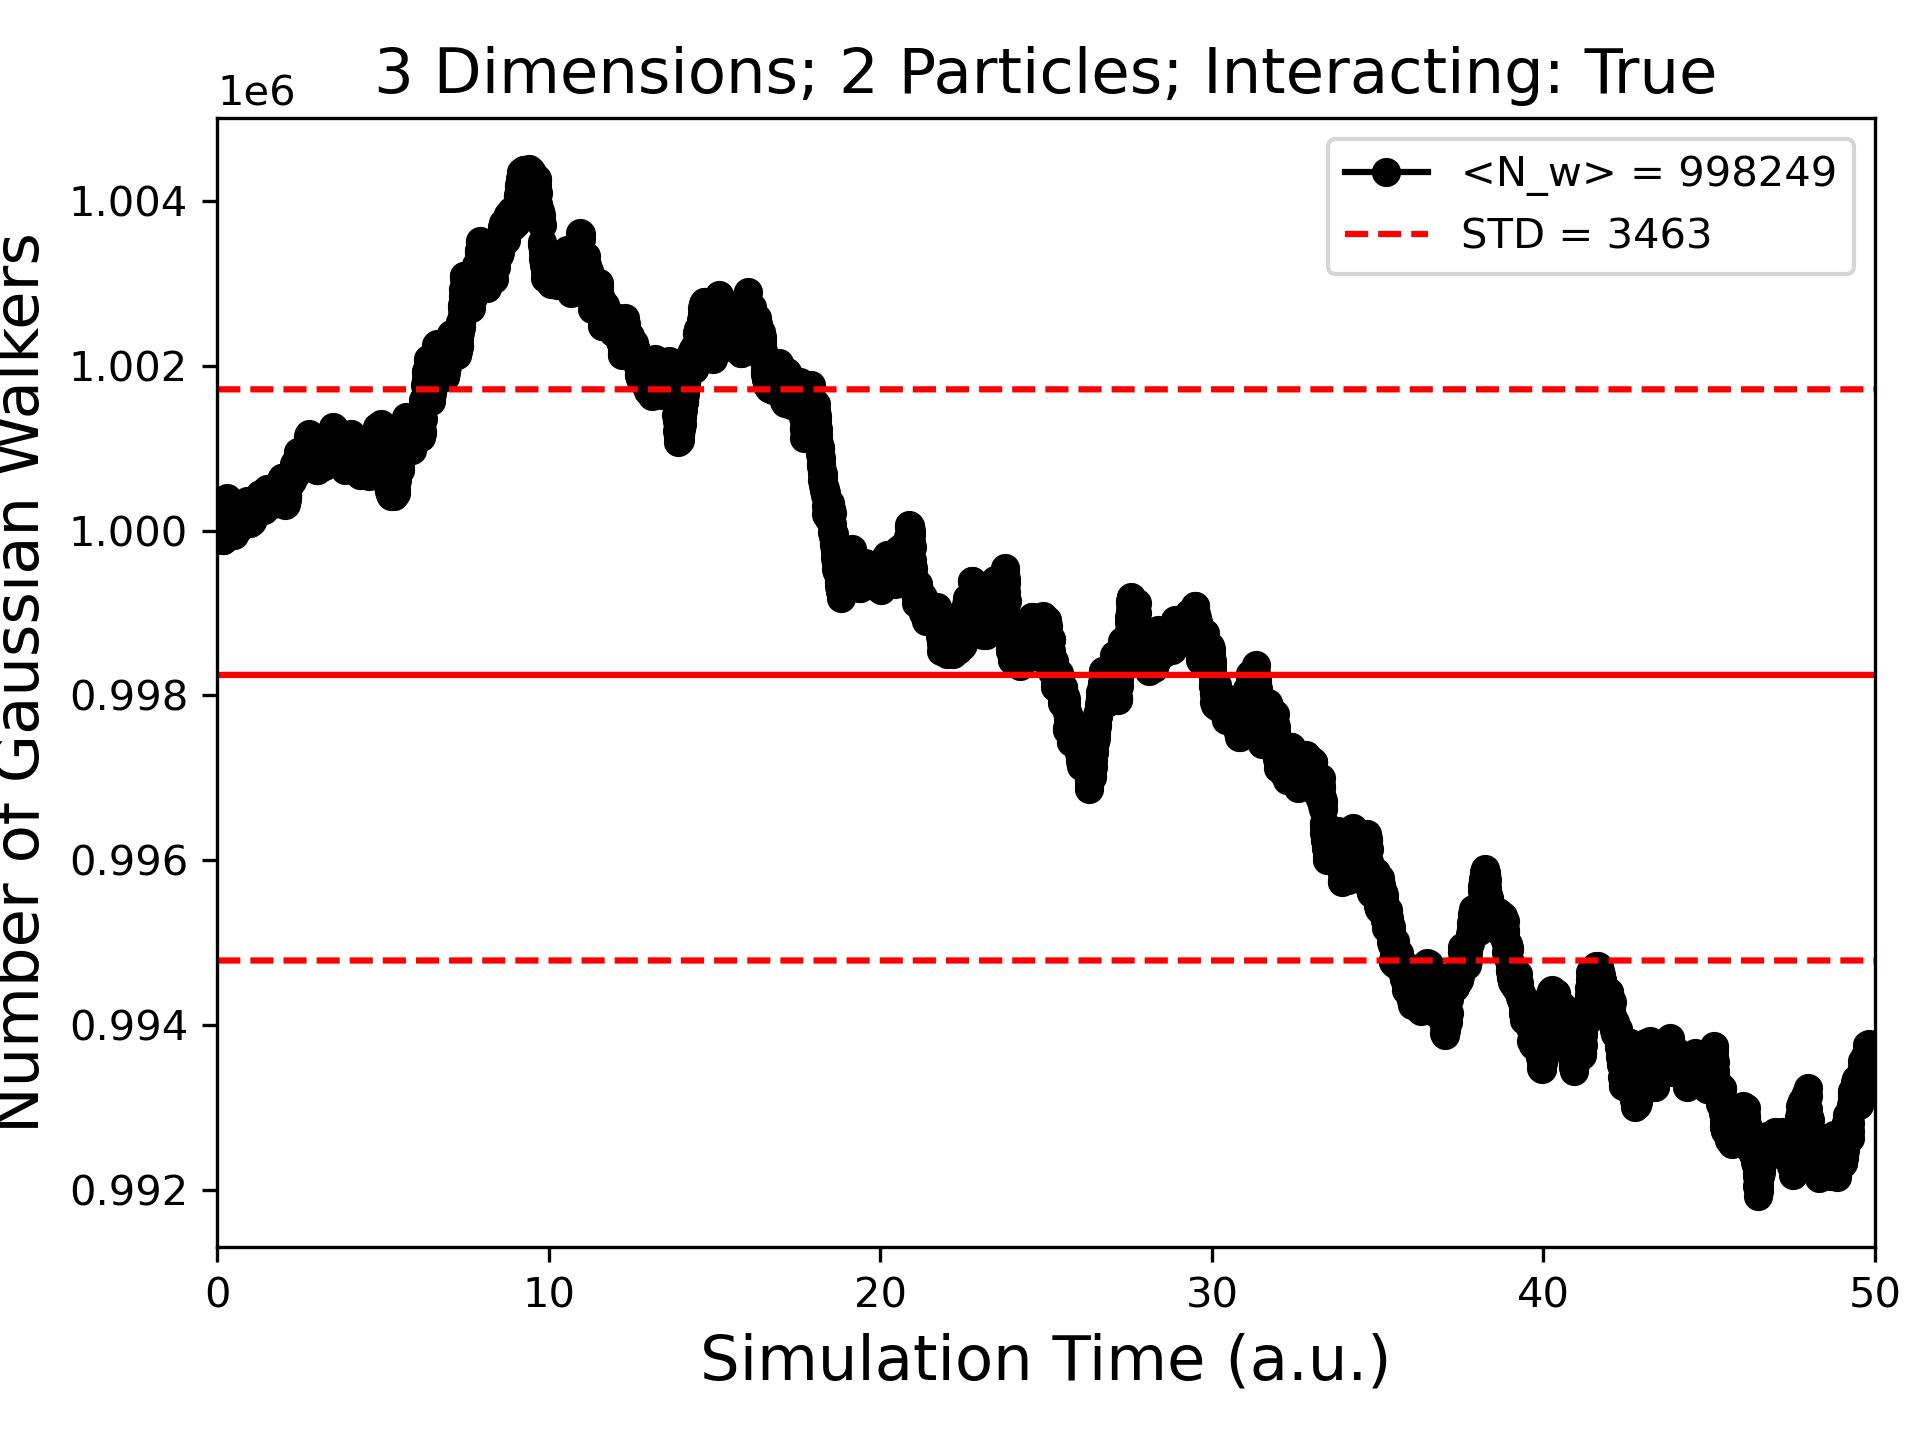 3 Dimensions; 2 Particles; Interacting: True
1e6
<N_w> = 998249
STD = 3463
1.004
1.002
1.000
0.998
0.996
0.994
0.992
Number of Gaussian Walkers
0 10 20 30 40 50
Simulation Time (a.u.)